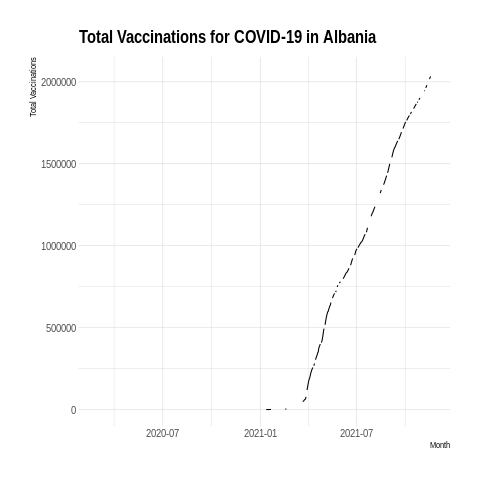 Total Vaccinations for COVID-19 in Albania
Total Vaccinations
2000000
1500000
1000000
500000
0
2020-07 2021-01 2021-07
Month